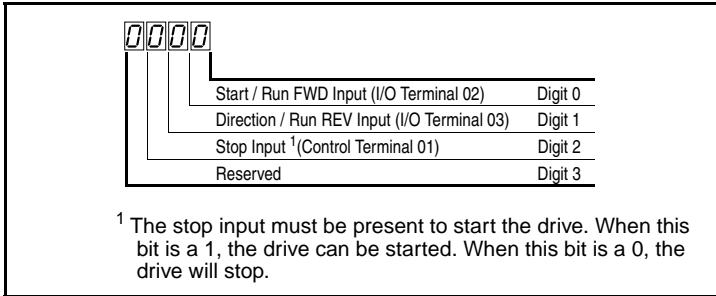 0000
Start / Run FWD Input (I/O Terminal 02) Digit 0
Direction / Run REV Input (I/O Terminal 03) Digit 1
Stop Input 1(Control Terminal 01) Digit 2
Reserved Digit 3
1 The stop input must be present to start the drive. When this
bit is a 1, the drive can be started. When this bit is a 0, the
drive will stop.